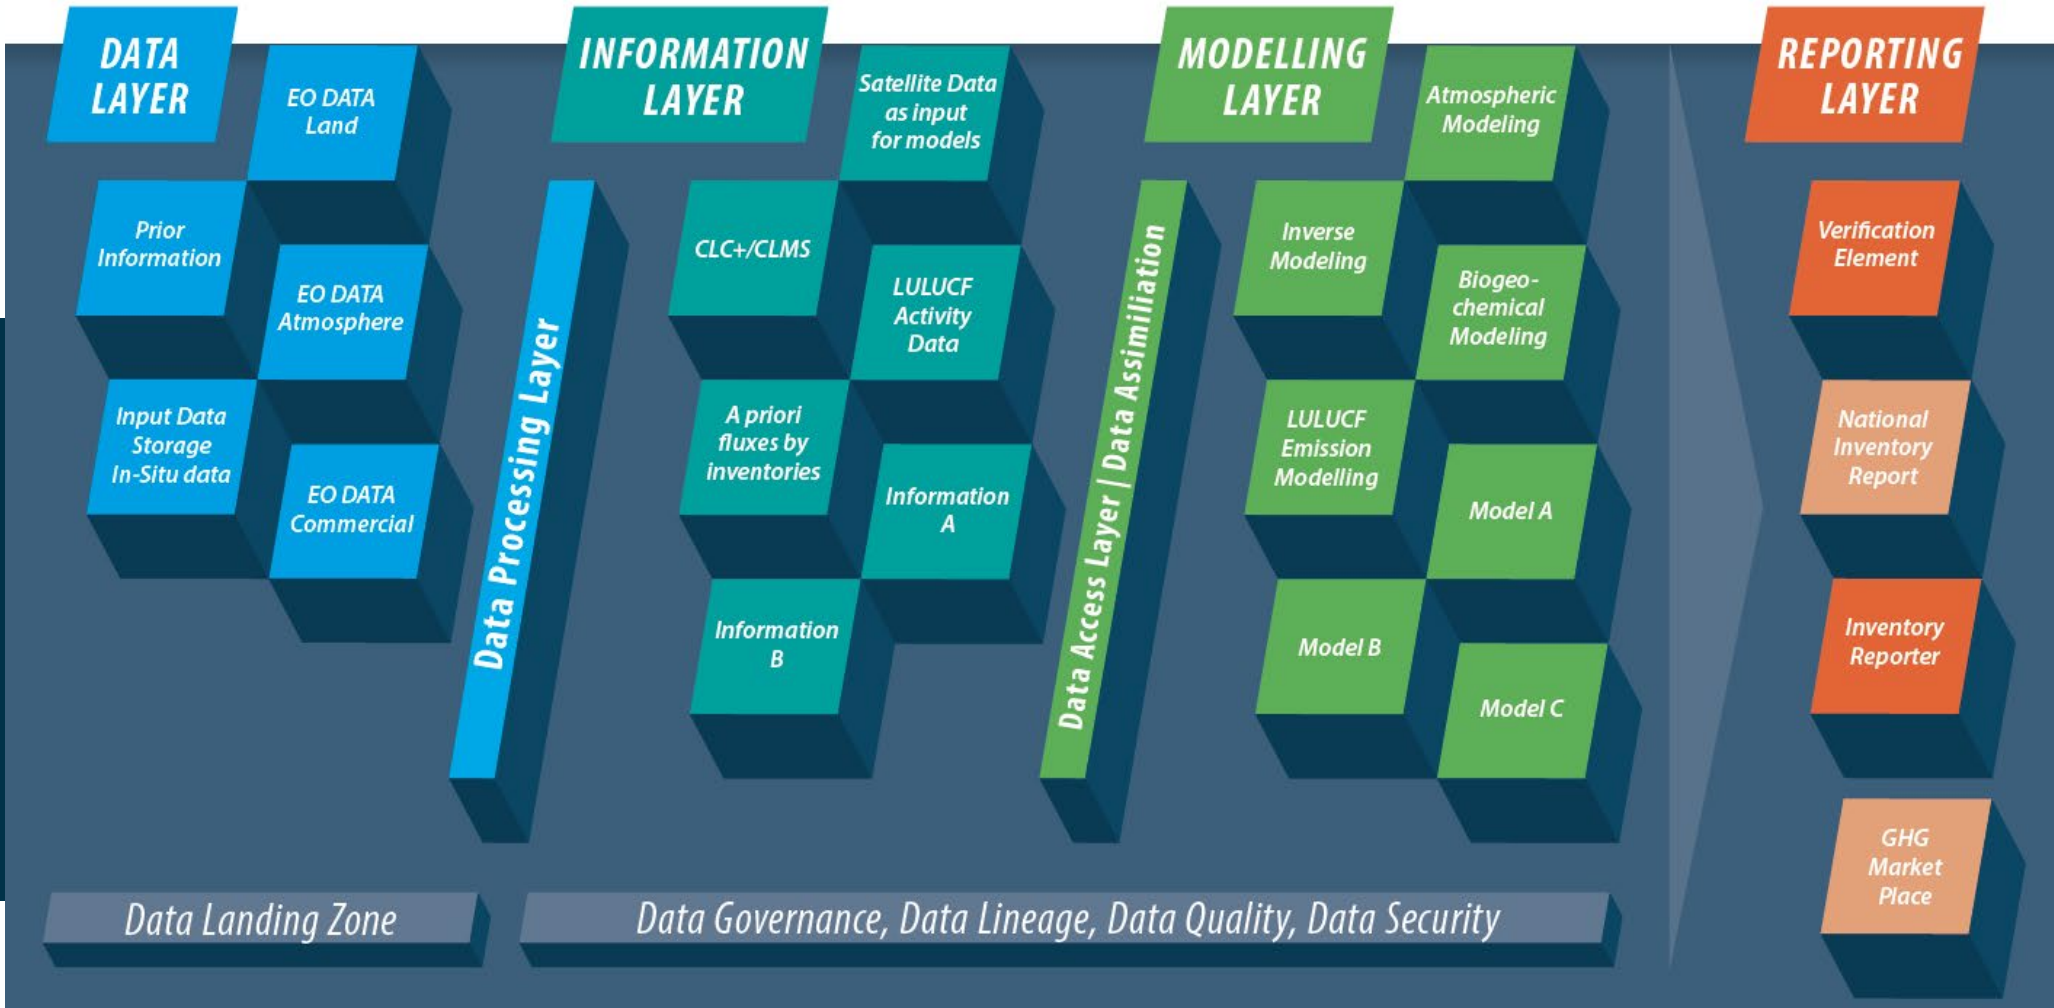 DATA
LAYER
EO DATA
Land
Prior
Information
EO DATA
Atmosphere
Input Data
Storage
In-Situ data
EO DATA
Commercial
Data Processing Layer
INFORMATION
LAYER
Satellite Data
as input
for models
CLC+/CLMS
LULUCF
Activity
Data
A priori
fluxes by
inventories
Information
A
Information
B
Data Access Layer | Data Assimiliation
MODELLING
LAYER
Atmospheric
Modeling
Inverse
Modeling
Biogeo-
chemical
Modeling
LULUCF
Emission
Modelling
Model A
Model B
Model C
REPORTING
LAYER
Verification
Element
National
Inventory
Report
Inventory
Reporter
GHG
Market
Place
Data Landing Zone
Data Governance, Data Lineage, Data Quality, Data Security